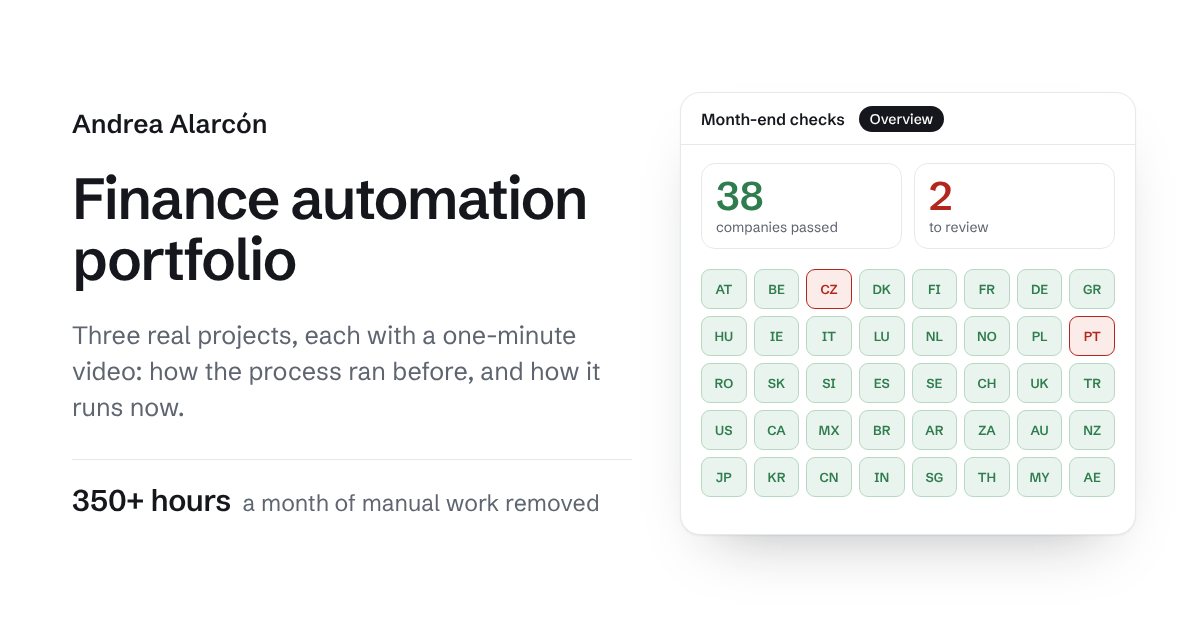 Andrea Alarcón
Finance automation
portfolio
Three real projects, each with a one-minute
video: how the process ran before, and how it
runs now.
350+ hours a month of manual work removed
Month-end checks Overview
38 2
companies passed to review
AT BE CZ DK FI FR DE GR
HU IE IT LU NL NO PL PT
RO SK SI ES SE CH UK TR
US CA MX BR AR ZA AU NZ
JP KR CN IN SG TH MY AE